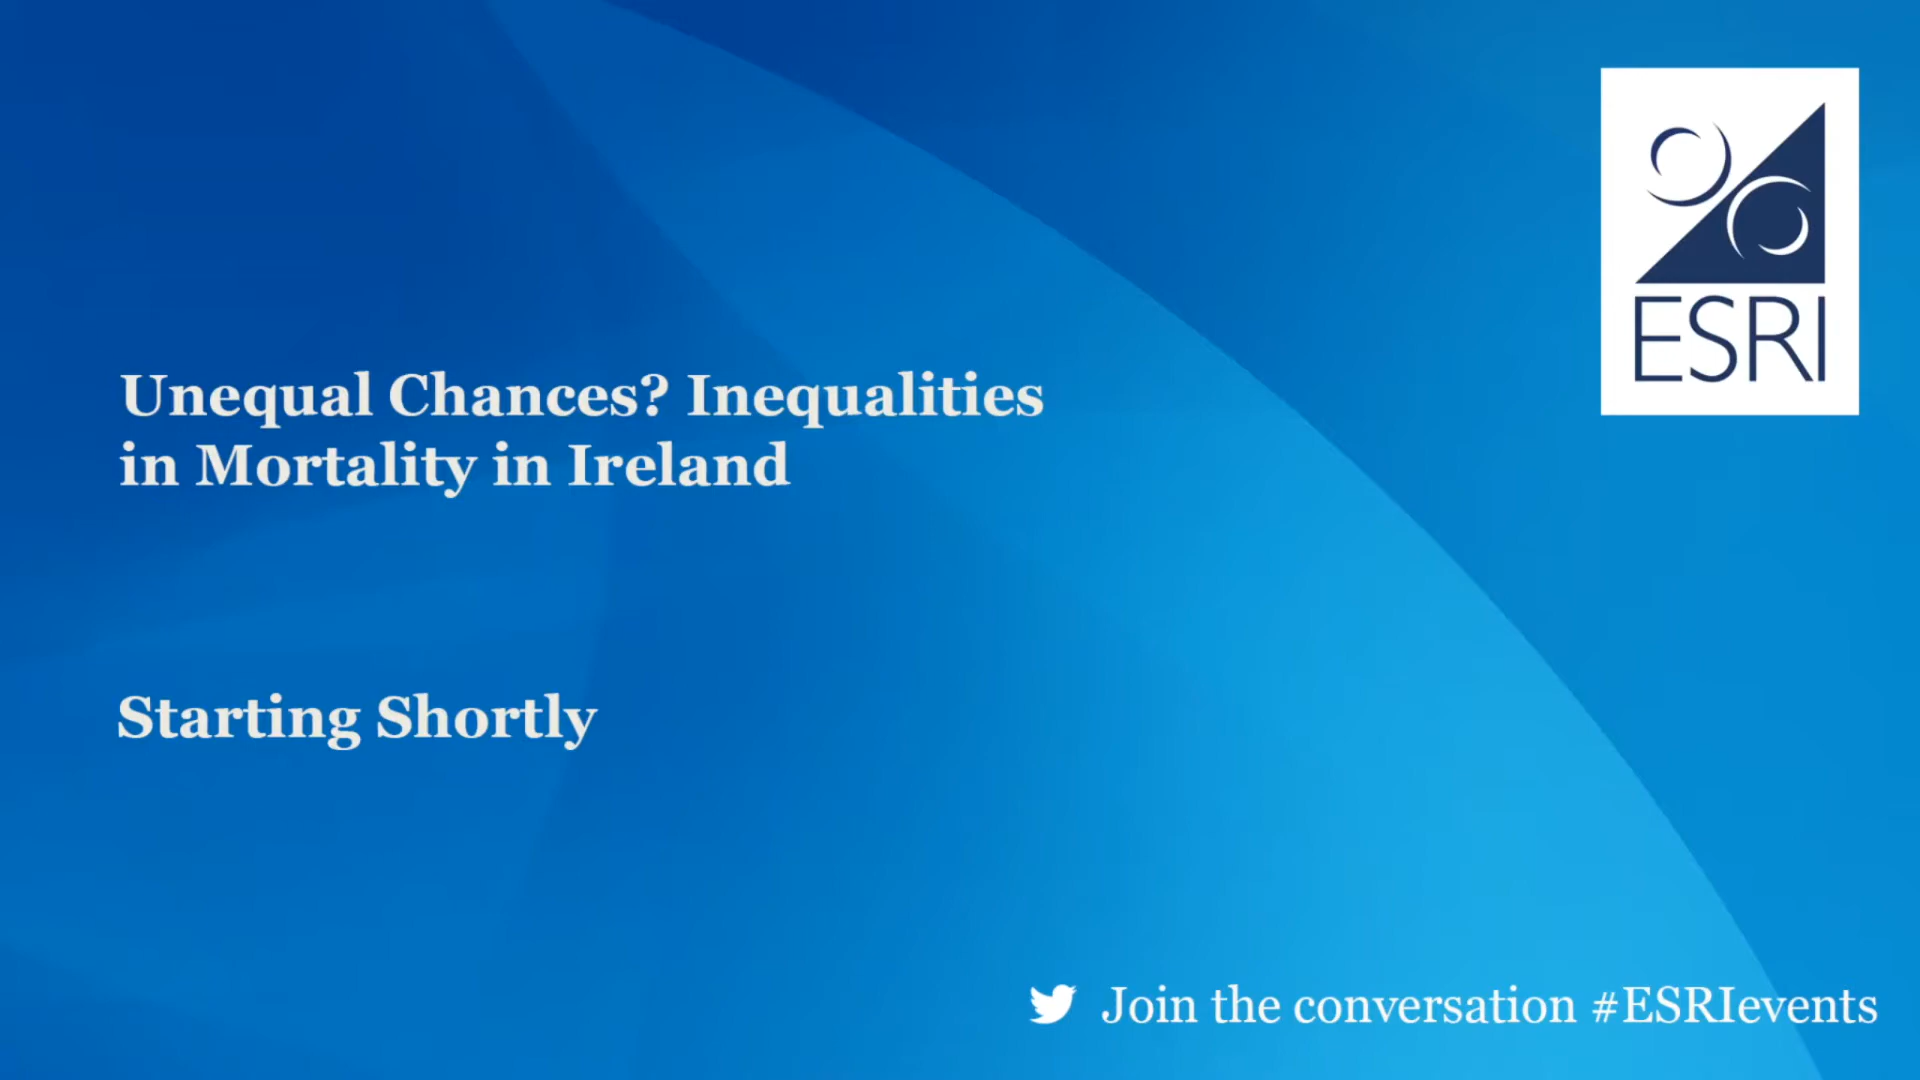 ESRI
Unequal Chances? Inequalities
in Mortality in Ireland
Starting Shortly
Join the conversation #ESRIevents